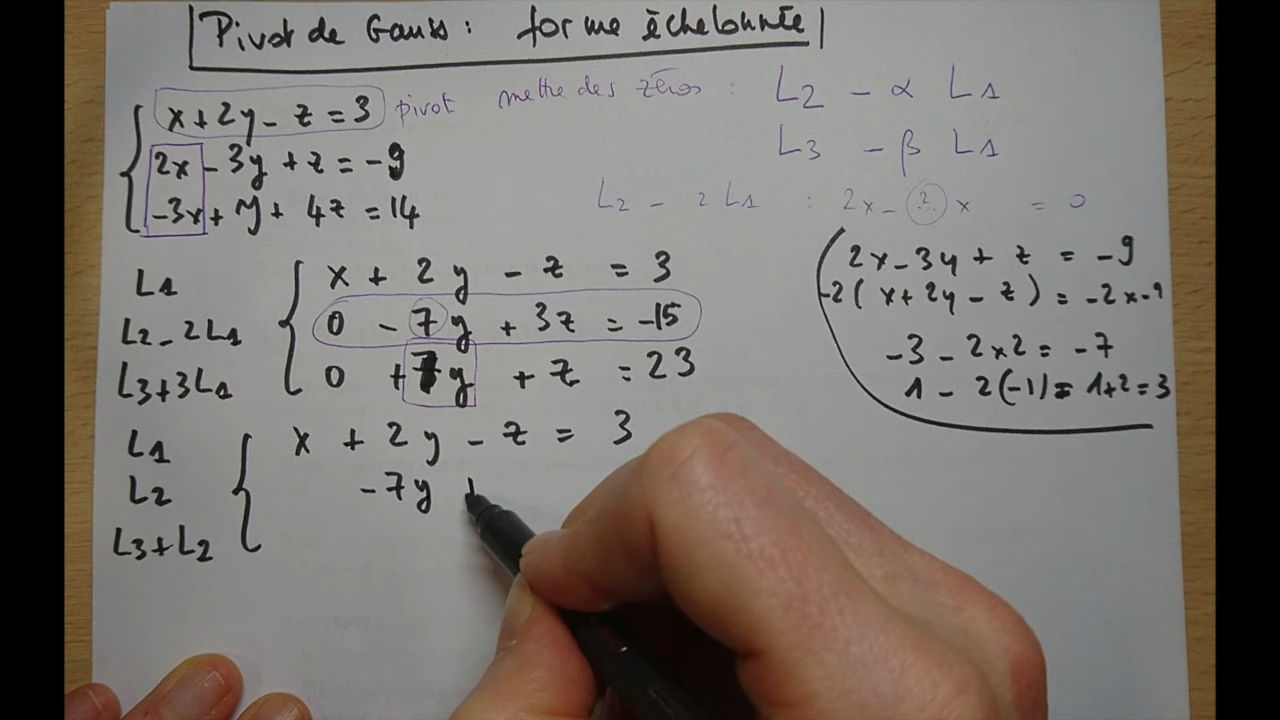 Pivot de Gauss : forme échelonnée
x + 2y - z = 3 pivot mettre des zéros : L2 - α L1
2x - 3y + z = -9
L3 - β L1
-3x + y + 4z = 14
L2 - 2L1 : 2x - 2 x = 0
2x - 3y + z = -9
L1 x + 2y - z = 3
-2( x + 2y - z ) = -2 x -9
L2 - 2L1 0 - 7y + 3z = -15
-3 - 2x2 = -7
L3 + 3L1 0 + 7y + z = 23
1 - 2(-1) = 1+2 = 3
L1 x + 2y - z = 3
L2 -7y
L3 + L2